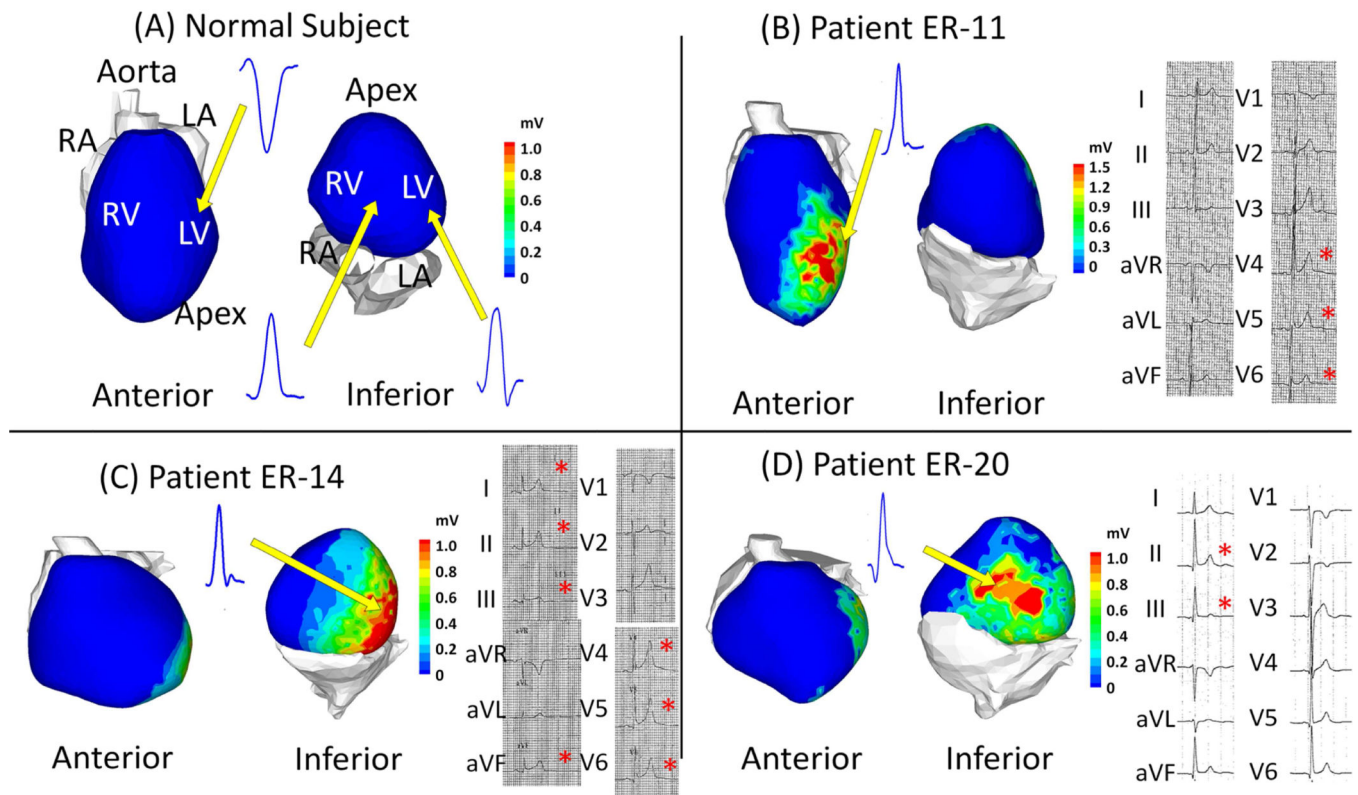 (A) Normal Subject
Aorta
LA
RA
RV
LV
Apex
Anterior
Apex
RV
LV
RA
LA
Inferior
mV
1.0
0.8
0.6
0.4
0.2
0
(B) Patient ER-11
Anterior
Inferior
mV
1.5
1.2
0.9
0.6
0.3
0
I
II
III
aVR
aVL
aVF
V1
V2
V3
V4 *
V5 *
V6 *
(C) Patient ER-14
Anterior
Inferior
mV
1.0
0.8
0.6
0.4
0.2
0
I *
II *
III *
aVR
aVL
aVF *
V1
V2
V3
V4 *
V5 *
V6 *
(D) Patient ER-20
Anterior
Inferior
mV
1.0
0.8
0.6
0.4
0.2
0
I
II *
III *
aVR
aVL
aVF
V1
V2
V3
V4
V5
V6